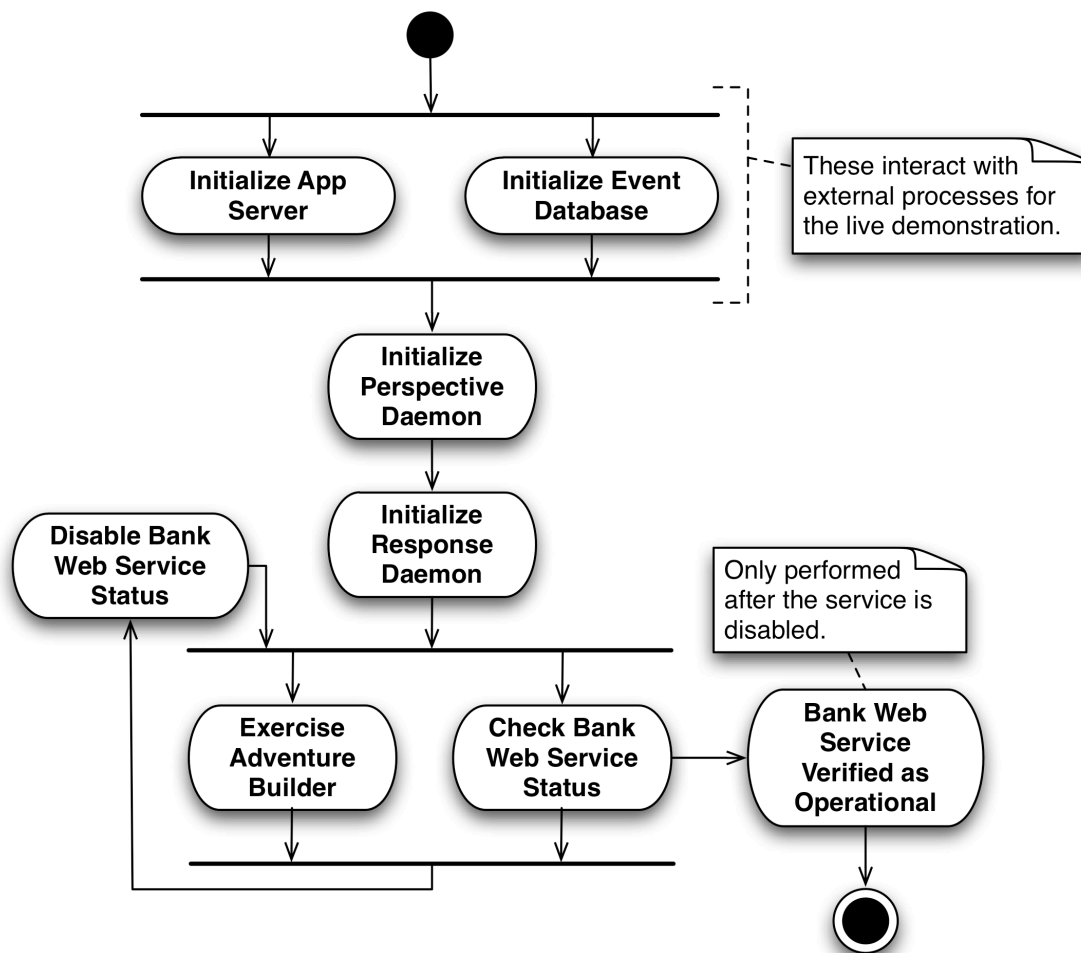 Initialize App
Server
Initialize Event
Database
These interact with
external processes for
the live demonstration.
Initialize
Perspective
Daemon
Initialize
Response
Daemon
Disable Bank
Web Service
Status
Only performed
after the service is
disabled.
Exercise
Adventure
Builder
Check Bank
Web Service
Status
Bank Web
Service
Verified as
Operational